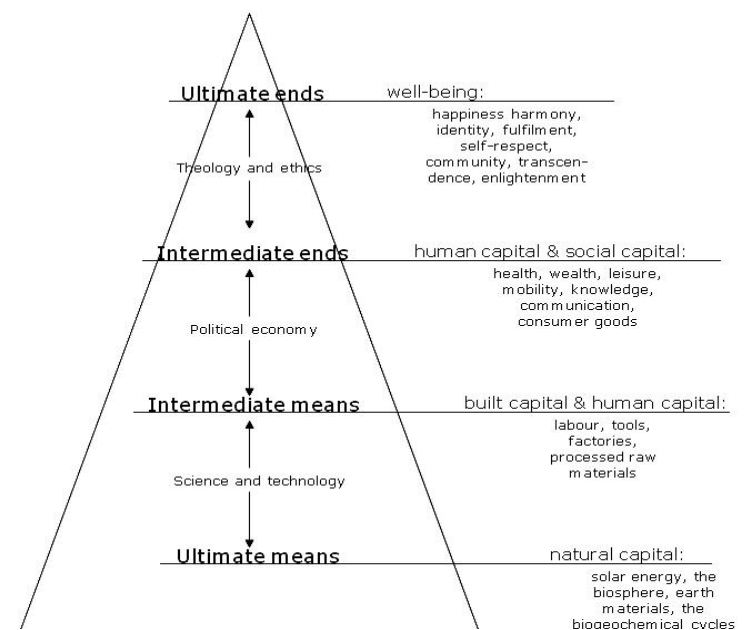 Ultimate ends
well-being:
happiness harmony,
identity, fulfilment,
self-respect,
community, transcen-
dence, enlightenment
Theology and ethics
Intermediate ends
human capital & social capital:
health, wealth, leisure,
mobility, knowledge,
communication,
consumer goods
Political economy
Intermediate means
built capital & human capital:
labour, tools,
factories,
processed raw
materials
Science and technology
Ultimate means
natural capital:
solar energy, the
biosphere, earth
materials, the
biogeochemical cycles